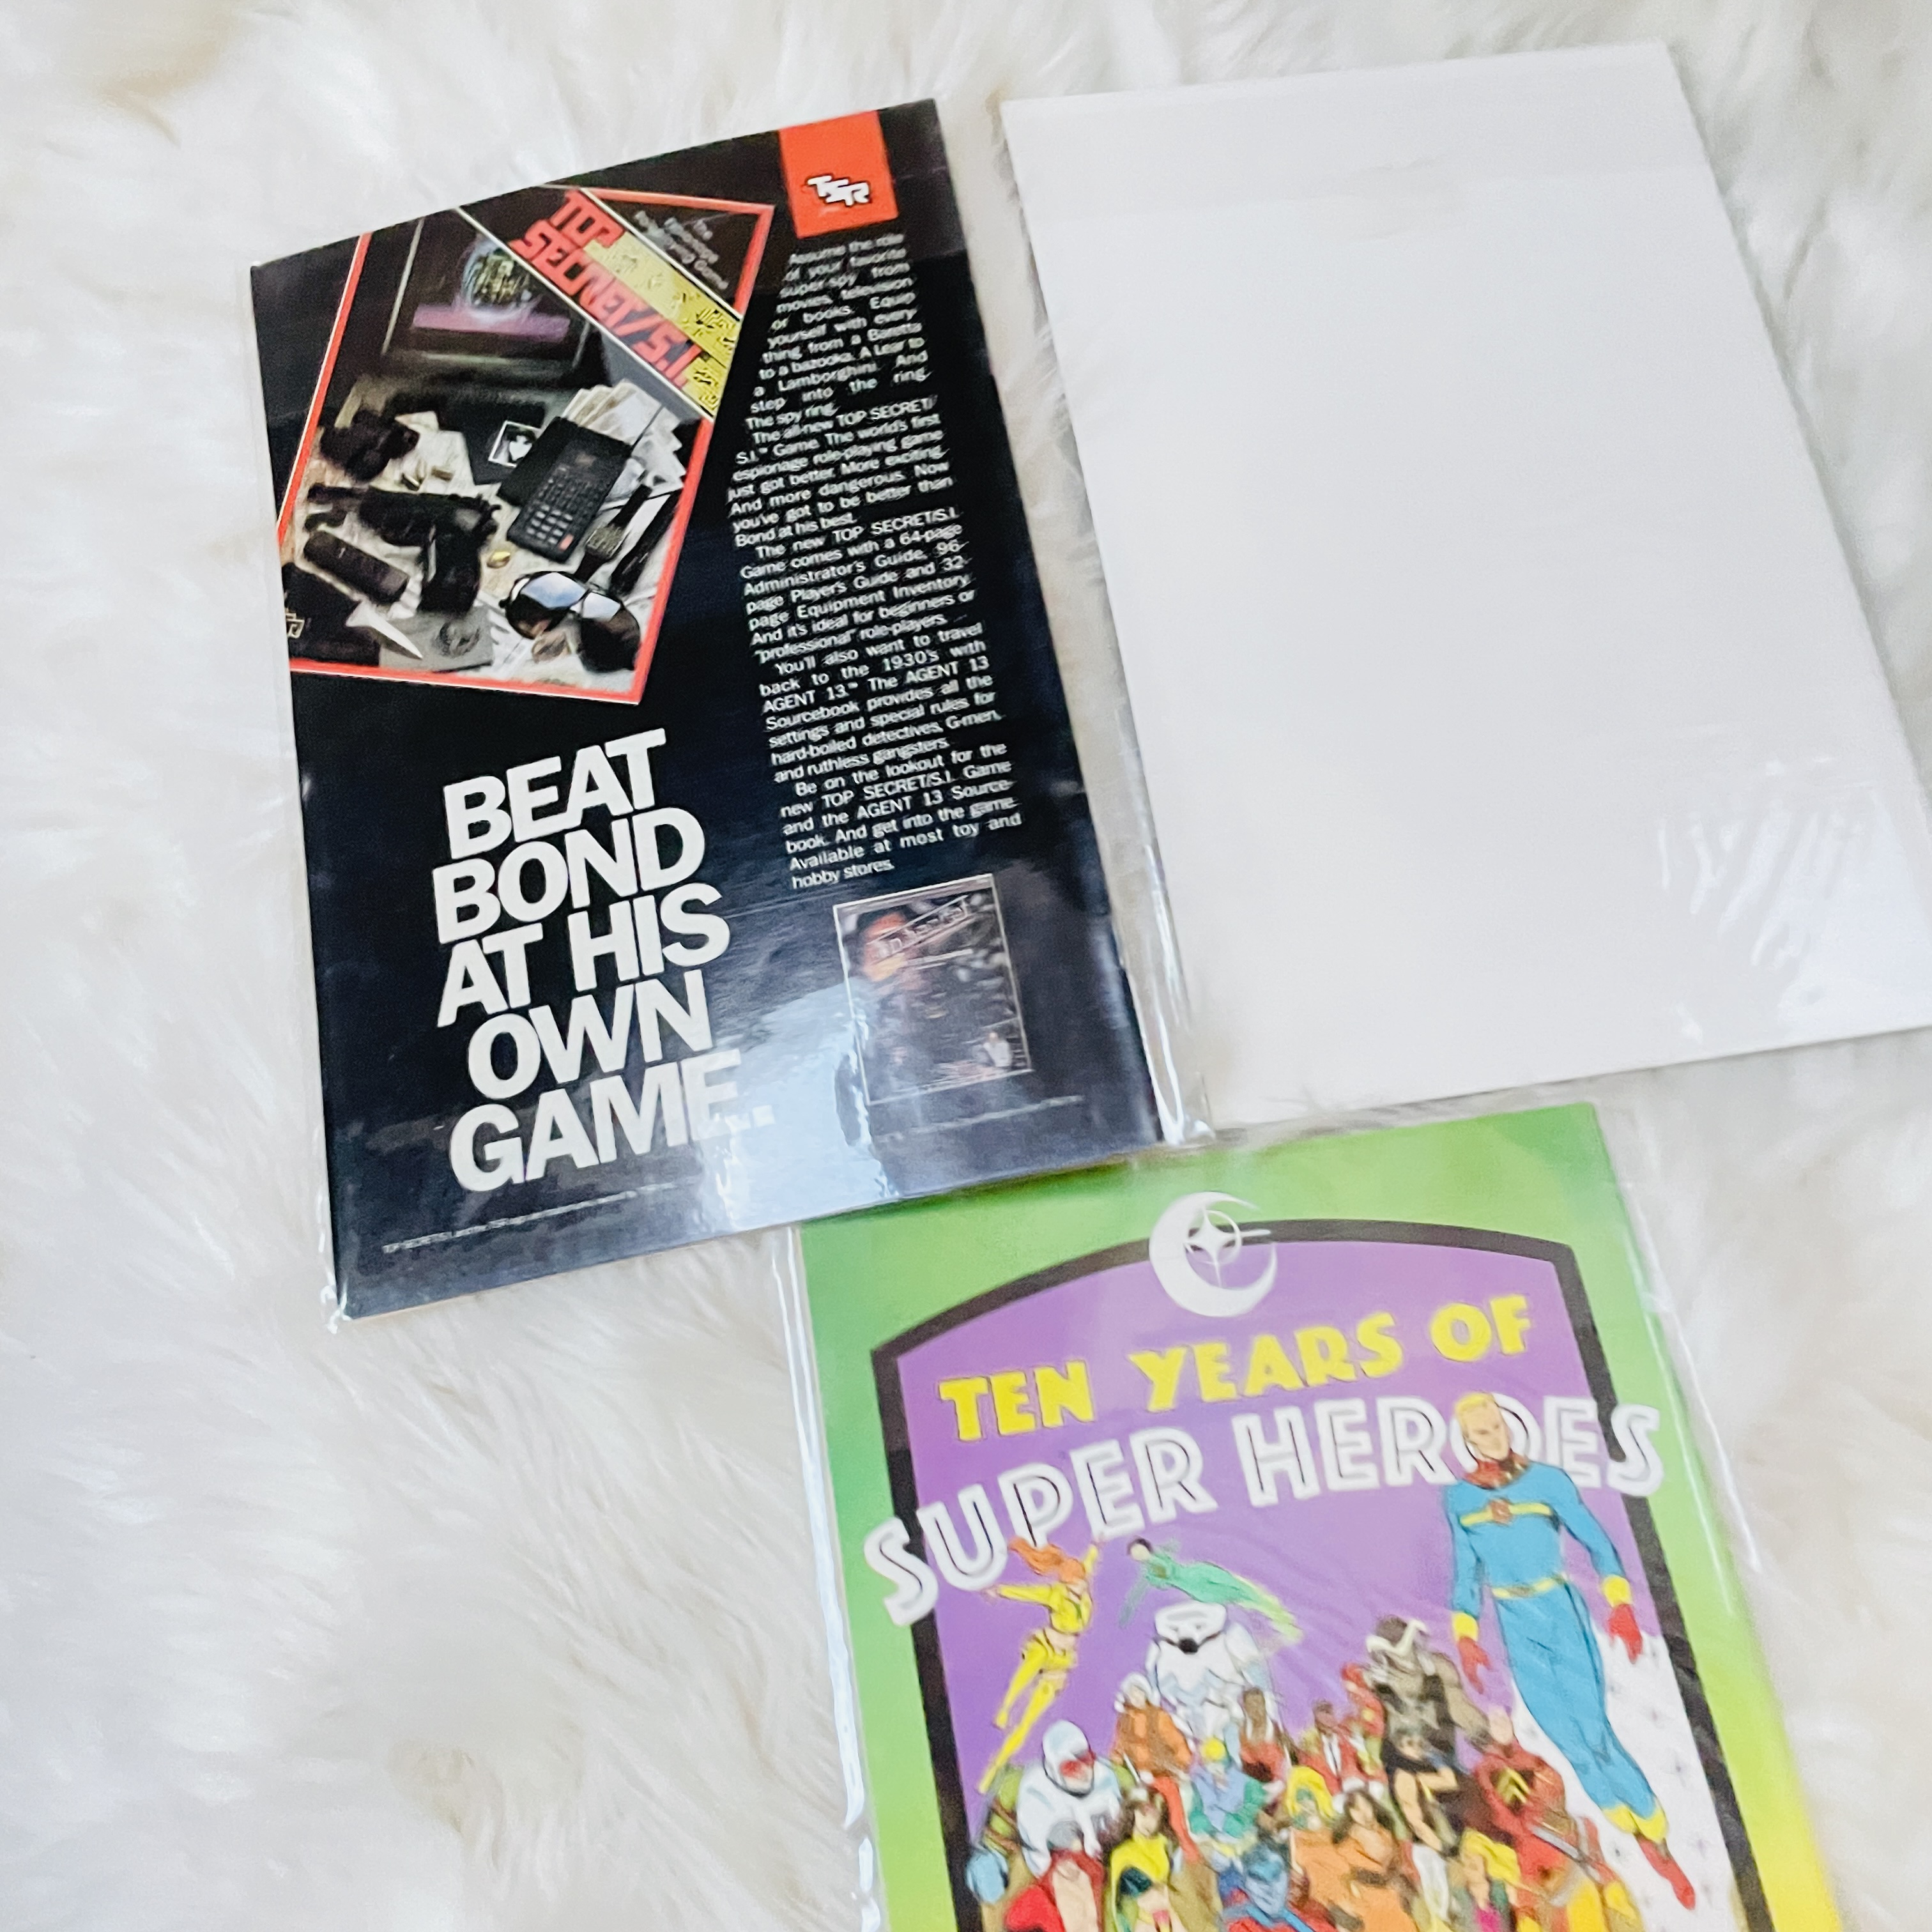 TSR
TOP
SECRET/S.I.
The
Espionage
Roleplaying Game
Assume the role
of your favorite
super spy from
movies, television
or books. Equip
yourself with every
thing from a Baretta
to a bazooka. A Lear to
a Lamborghini. And
step into the ring.
The spy ring.
The all-new TOP SECRET/
S.I.™ Game. The world's first
espionage role-playing game
just got better. More exciting.
And more dangerous. Now
you've got to be better than
Bond at his best.
The new TOP SECRET/S.I.
Game comes with a 64-page
Administrator's Guide, 96-
page Player's Guide and 32-
page Equipment Inventory.
And it's ideal for beginners or
"professional" role-players.
You'll also want to travel
back to the 1930's with
AGENT 13.™ The AGENT 13
Sourcebook provides all the
settings and special rules for
hard-boiled detectives, G-men,
and ruthless gangsters.
Be on the lookout for the
new TOP SECRET/S.I. Game
and the AGENT 13 Source-
book. And get into the game.
Available at most toy and
hobby stores.
BEAT
BOND
AT HIS
OWN
GAME.
TEN YEARS OF
SUPER HEROES